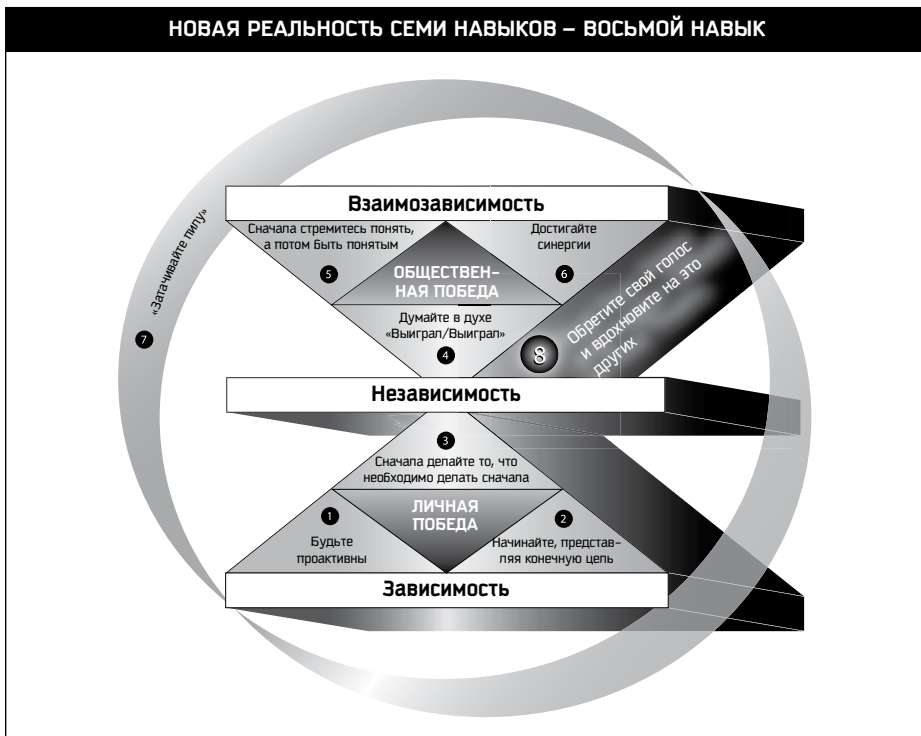 НОВАЯ РЕАЛЬНОСТЬ СЕМИ НАВЫКОВ – ВОСЬМОЙ НАВЫК
Взаимозависимость
Сначала стремитесь понять,
а потом быть понятым
5
Достигайте
синергии
6
ОБЩЕСТВЕН-
НАЯ ПОБЕДА
Думайте в духе
«Выиграл/Выиграл»
4
8
Обретите свой голос
и вдохновите на это
других
7
«Затачивайте пилу»
Независимость
3
Сначала делайте то, что
необходимо делать сначала
ЛИЧНАЯ
ПОБЕДА
1
Будьте
проактивны
2
Начинайте, представ-
ляя конечную цель
Зависимость